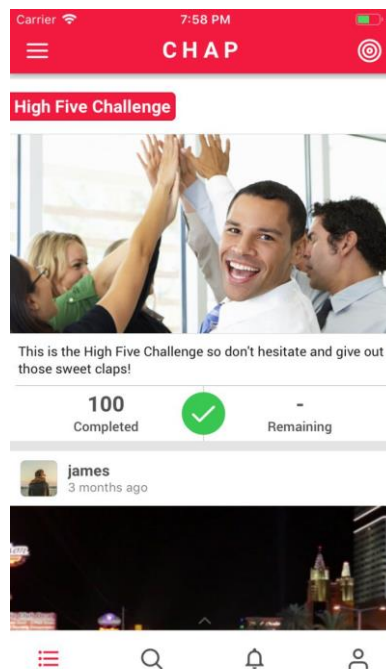 Carrier 7:58 PM
CHAP
High Five Challenge
This is the High Five Challenge so don't hesitate and give out
those sweet claps!
100 -
Completed Remaining
james
3 months ago